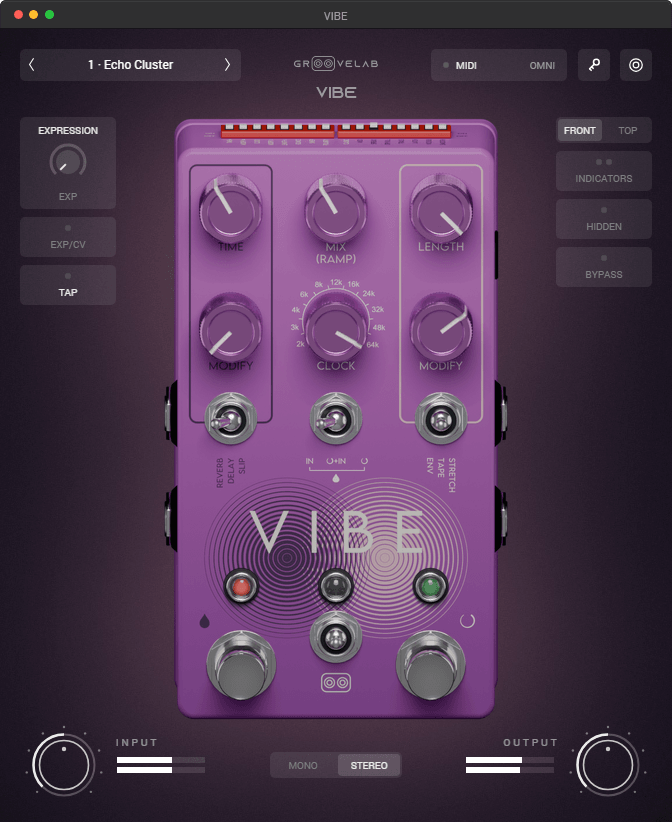 VIBE
1 · Echo Cluster
GROOVELAB
MIDI OMNI
VIBE
EXPRESSION
EXP
EXP/CV
TAP
FRONT TOP
INDICATORS
HIDDEN
BYPASS
TIME
MIX
(RAMP)
LENGTH
2k 3k 4k 6k 8k 12k 16k 24k 32k 48k 64k
MODIFY
CLOCK
MODIFY
REVERB
DELAY
SLIP
IN
+IN
STRETCH
TAPE
ENV
VIBE
INPUT
MONO STEREO
OUTPUT